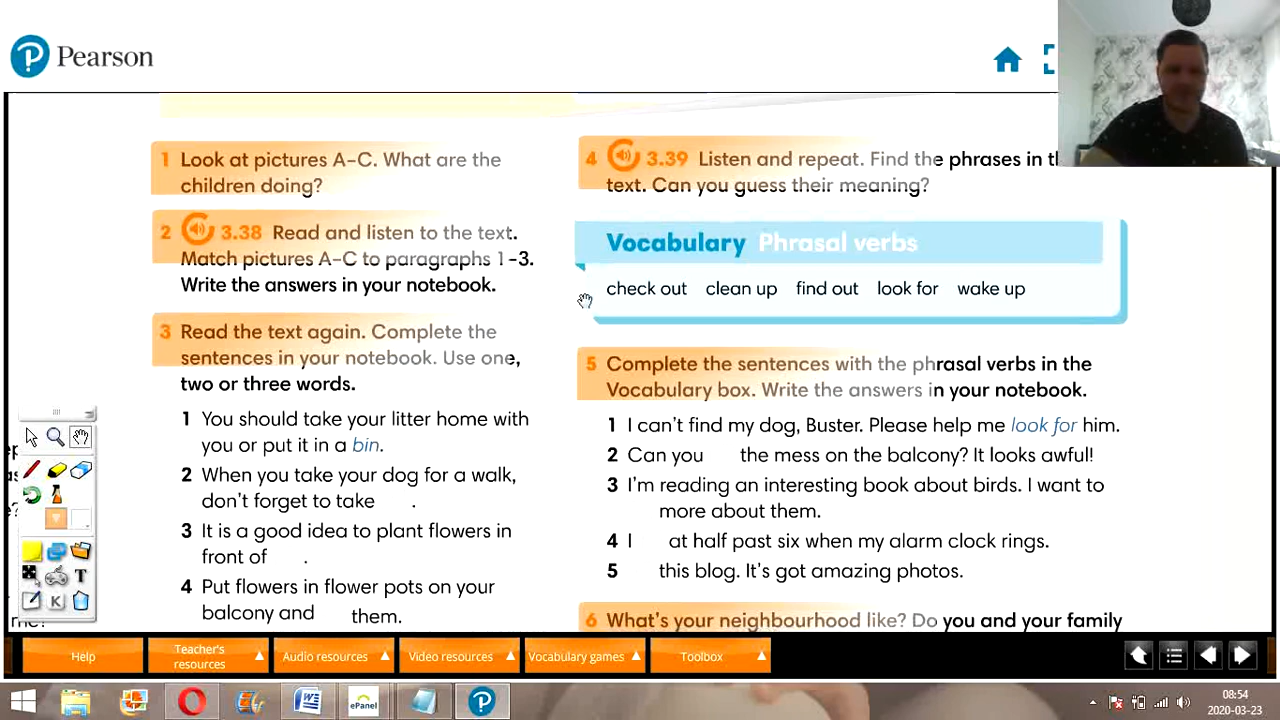 Pearson
1 Look at pictures A–C. What are the
children doing?
2 3.38 Read and listen to the text.
Match pictures A–C to paragraphs 1–3.
Write the answers in your notebook.
3 Read the text again. Complete the
sentences in your notebook. Use one,
two or three words.
1 You should take your litter home with
you or put it in a bin.
2 When you take your dog for a walk,
don't forget to take .
3 It is a good idea to plant flowers in
front of .
4 Put flowers in flower pots on your
balcony and them.
4 3.39 Listen and repeat. Find the phrases in
text. Can you guess their meaning?
Vocabulary Phrasal verbs
check out clean up find out look for wake up
5 Complete the sentences with the phrasal verbs in the
Vocabulary box. Write the answers in your notebook.
1 I can't find my dog, Buster. Please help me look for him.
2 Can you the mess on the balcony? It looks awful!
3 I'm reading an interesting book about birds. I want to
more about them.
4 I at half past six when my alarm clock rings.
5 this blog. It's got amazing photos.
6 What's your neighbourhood like? Do you and your family
T
K
Help
Teacher's
resources
Audio resources
Video resources
Vocabulary games
Toolbox
ePanel
08:54
2020-03-23